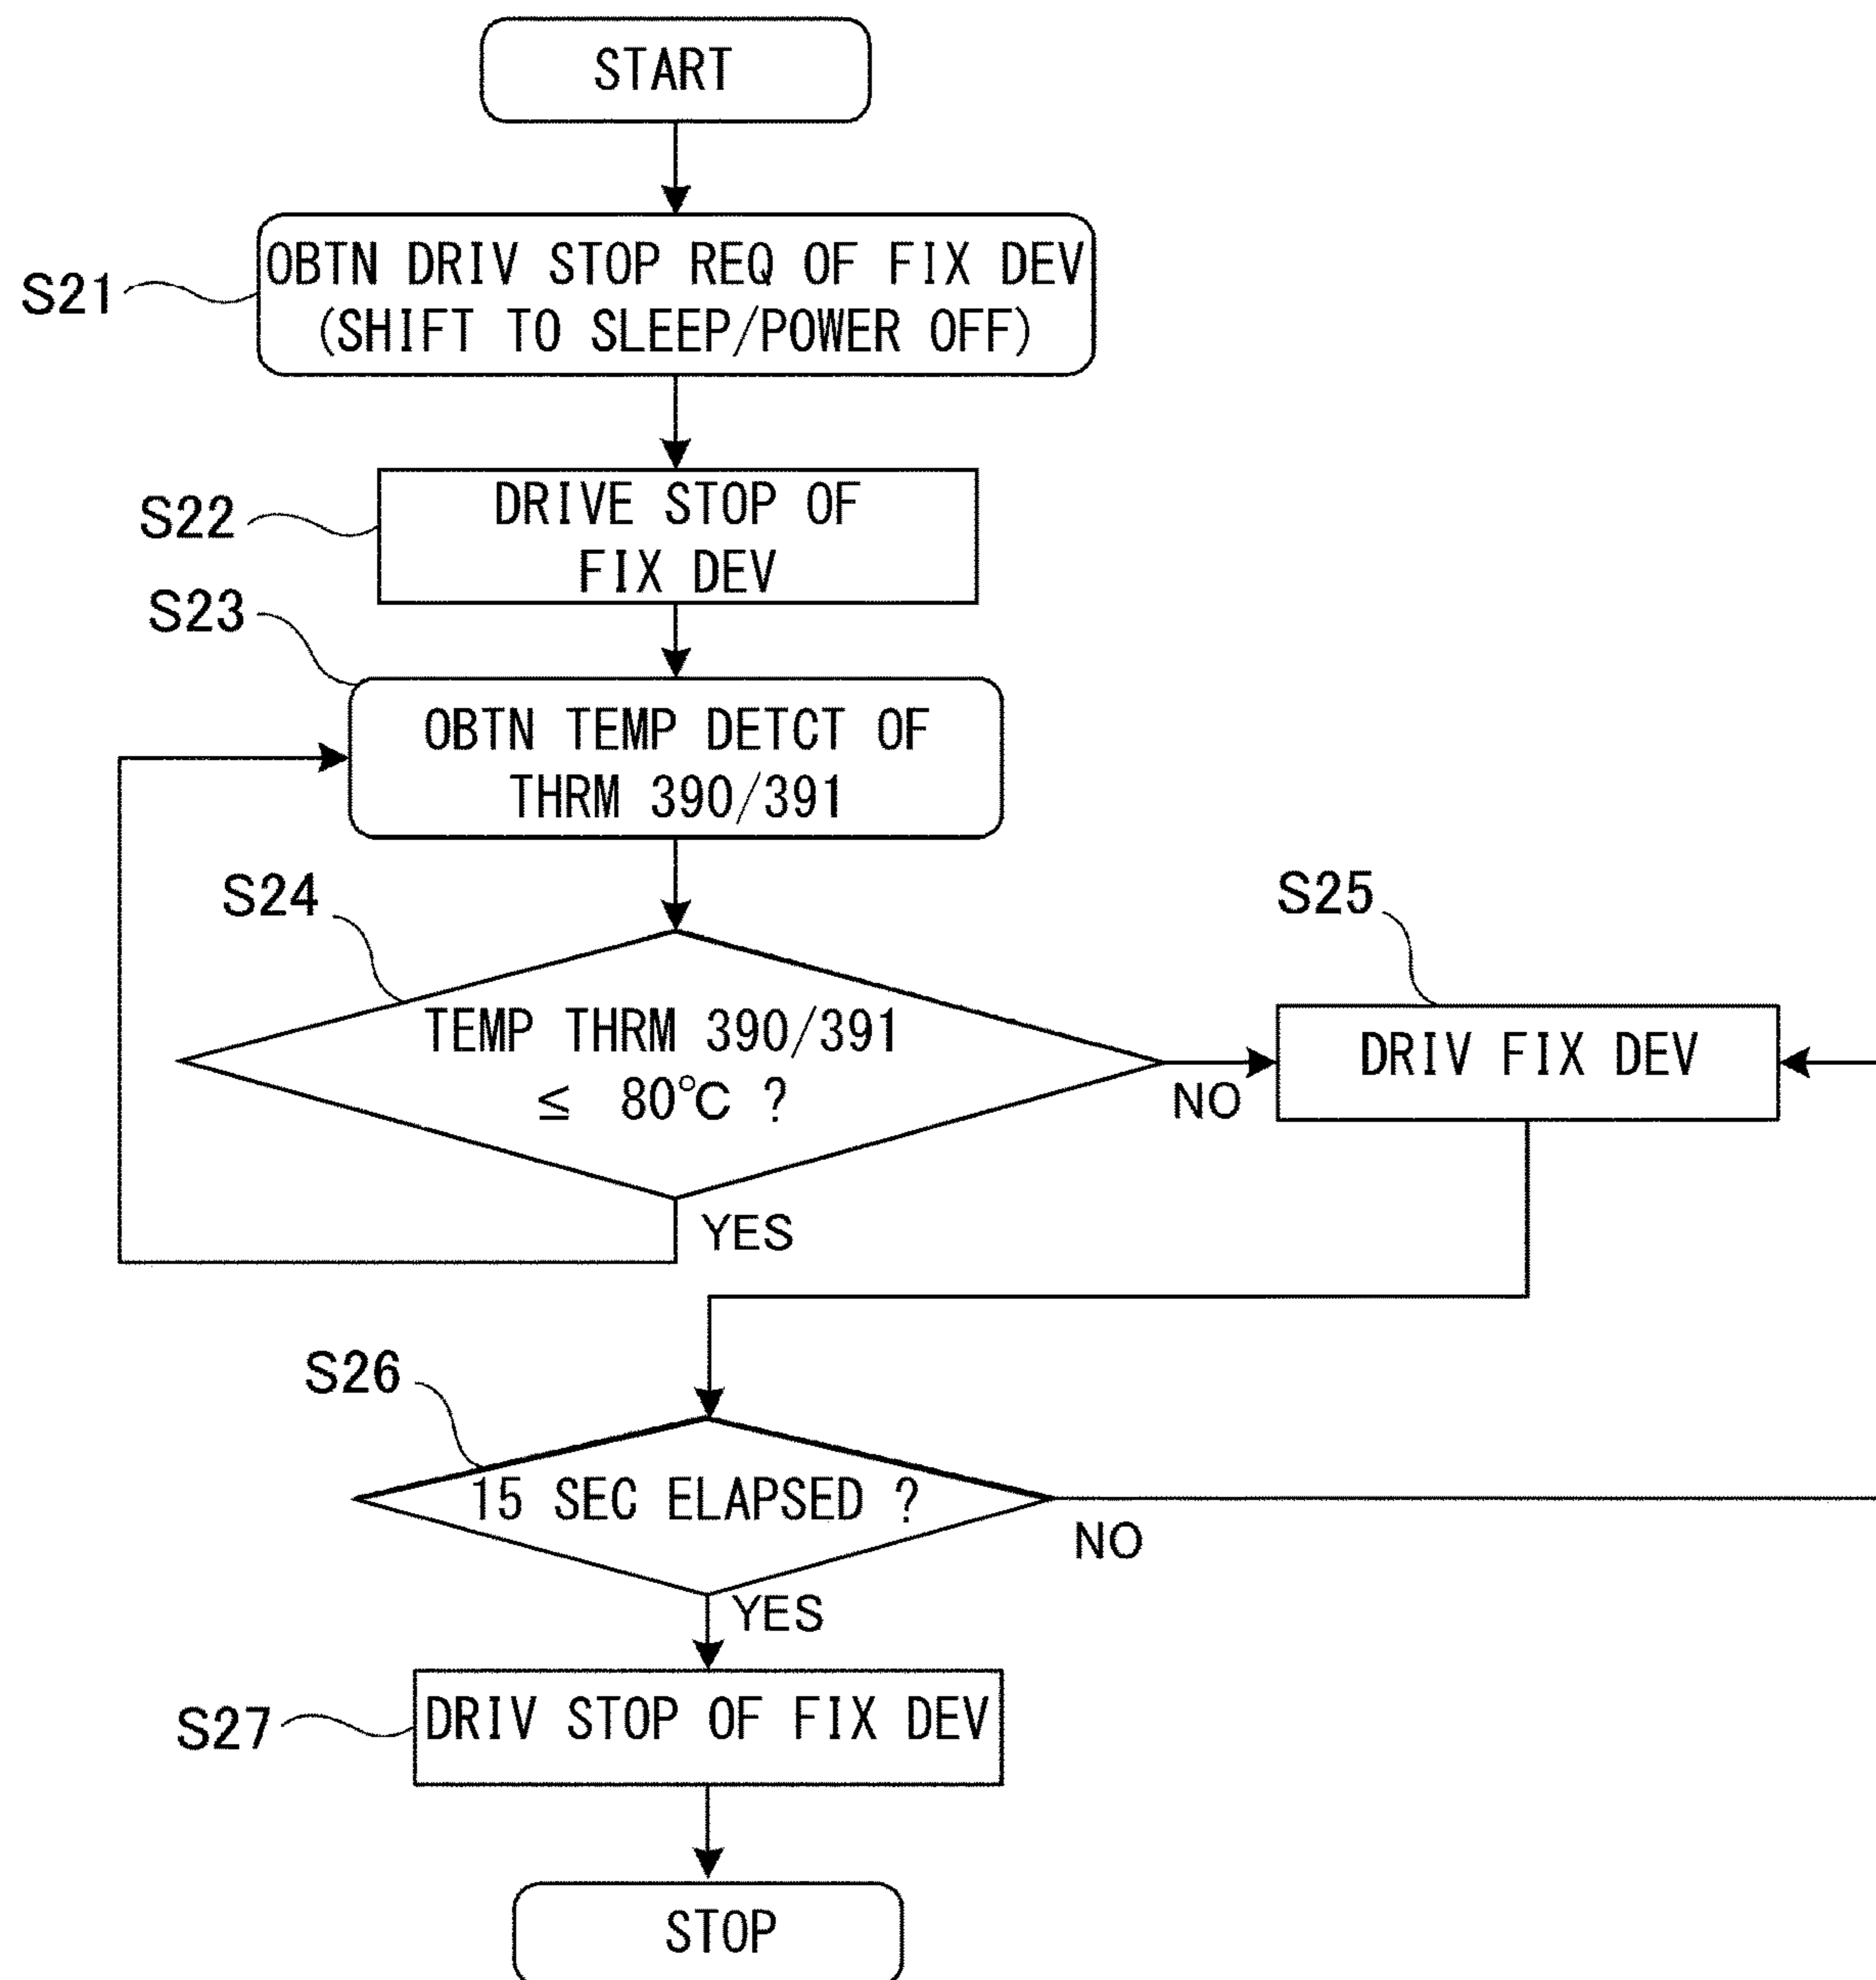 START
S21
OBTN DRIV STOP REQ OF FIX DEV
(SHIFT TO SLEEP/POWER OFF)
S22
DRIVE STOP OF
FIX DEV
S23
OBTN TEMP DETCT OF
THRM 390/391
S24
TEMP THRM 390/391
≤ 80℃ ?
NO
YES
S25
DRIV FIX DEV
S26
15 SEC ELAPSED ?
NO
YES
S27
DRIV STOP OF FIX DEV
STOP